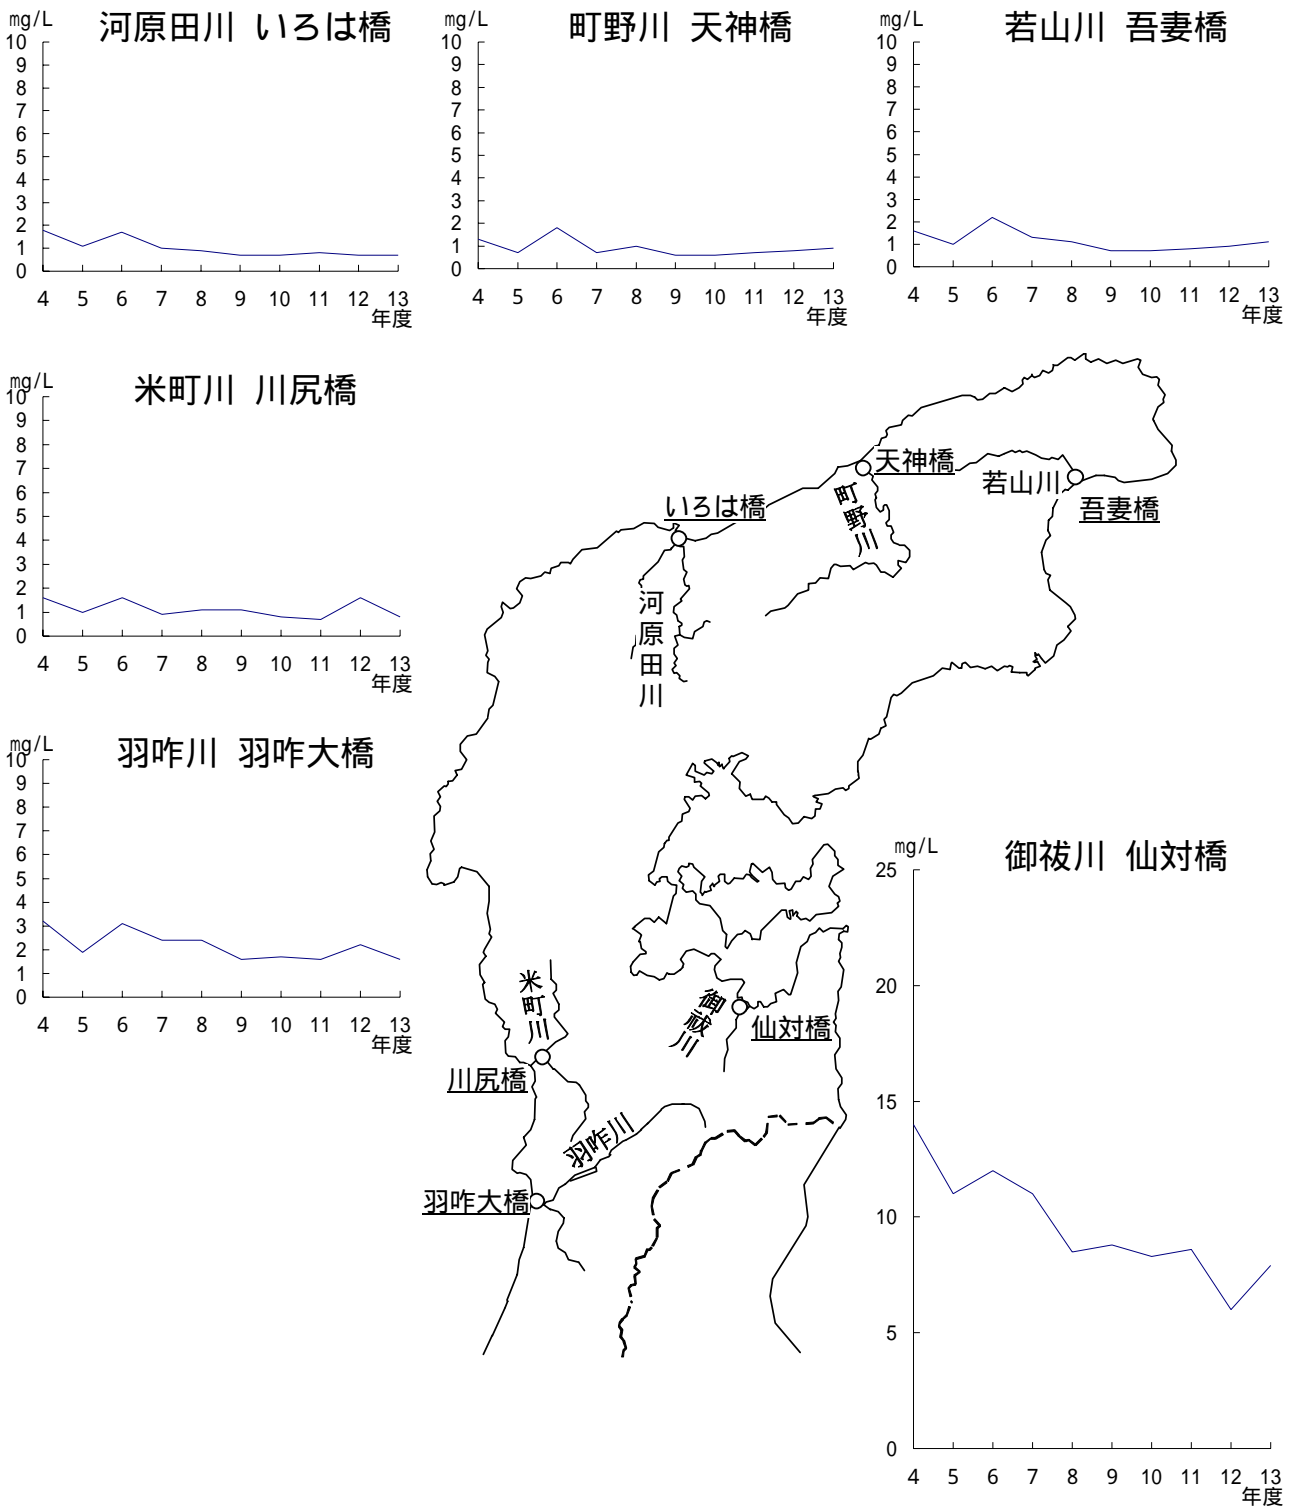 mg/L
河原田川 いろは橋
10
9
8
7
6
5
4
3
2
1
0
4 5 6 7 8 9 10 11 12 13
年度
mg/L
町野川 天神橋
10
9
8
7
6
5
4
3
2
1
0
4 5 6 7 8 9 10 11 12 13
年度
mg/L
若山川 吾妻橋
10
9
8
7
6
5
4
3
2
1
0
4 5 6 7 8 9 10 11 12 13
年度
mg/L
米町川 川尻橋
10
9
8
7
6
5
4
3
2
1
0
4 5 6 7 8 9 10 11 12 13
年度
mg/L
羽咋川 羽咋大橋
10
9
8
7
6
5
4
3
2
1
0
4 5 6 7 8 9 10 11 12 13
年度
天神橋
若山川
吾妻橋
いろは橋
町野川
河原田川
米町川
御祓川
仙対橋
川尻橋
羽咋川
羽咋大橋
mg/L
御祓川 仙対橋
25
20
15
10
5
0
4 5 6 7 8 9 10 11 12 13
年度